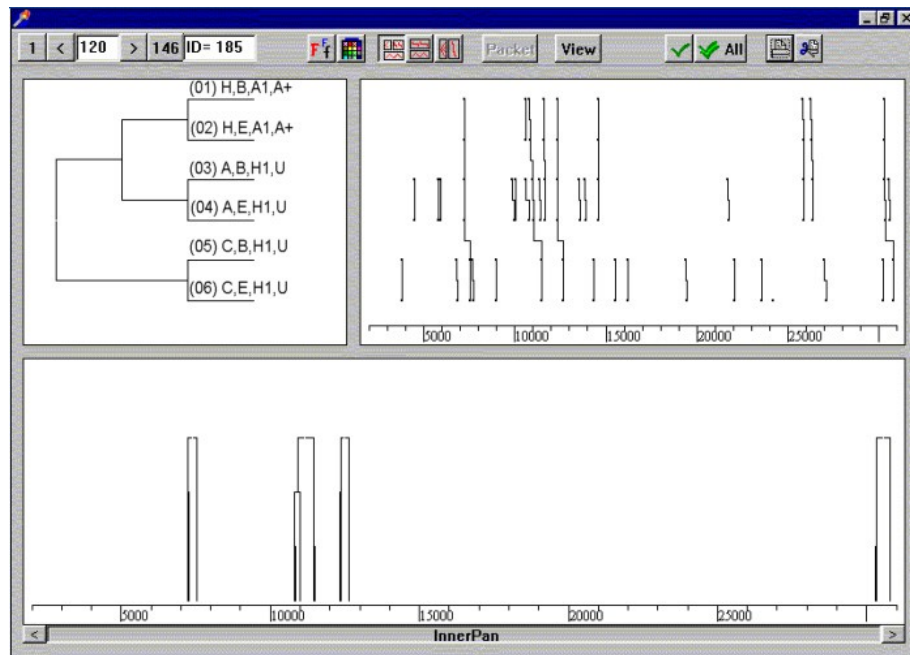 1 < 120 > 146 ID= 185 F F f Packet View All
(01) H,B,A1,A+
(02) H,E,A1,A+
(03) A,B,H1,U
(04) A,E,H1,U
(05) C,B,H1,U
(06) C,E,H1,U
5000 10000 15000 20000 25000
5000 10000 15000 20000 25000
< InnerPan >